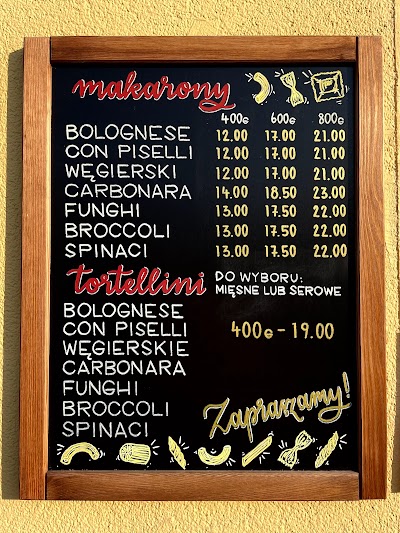 makarony
400G 600G 800G
BOLOGNESE 12.00 17.00 21.00
CON PISELLI 12.00 17.00 21.00
WĘGIERSKI 12.00 17.00 21.00
CARBONARA 14.00 18.50 23.00
FUNGHI 13.00 17.50 22.00
BROCCOLI 13.00 17.50 22.00
SPINACI 13.00 17.50 22.00
tortellini DO WYBORU:
MIĘSNE LUB SEROWE
BOLOGNESE
CON PISELLI 400G - 19.00
WĘGIERSKIE
CARBONARA
FUNGHI
BROCCOLI
SPINACI
Zapraszamy!